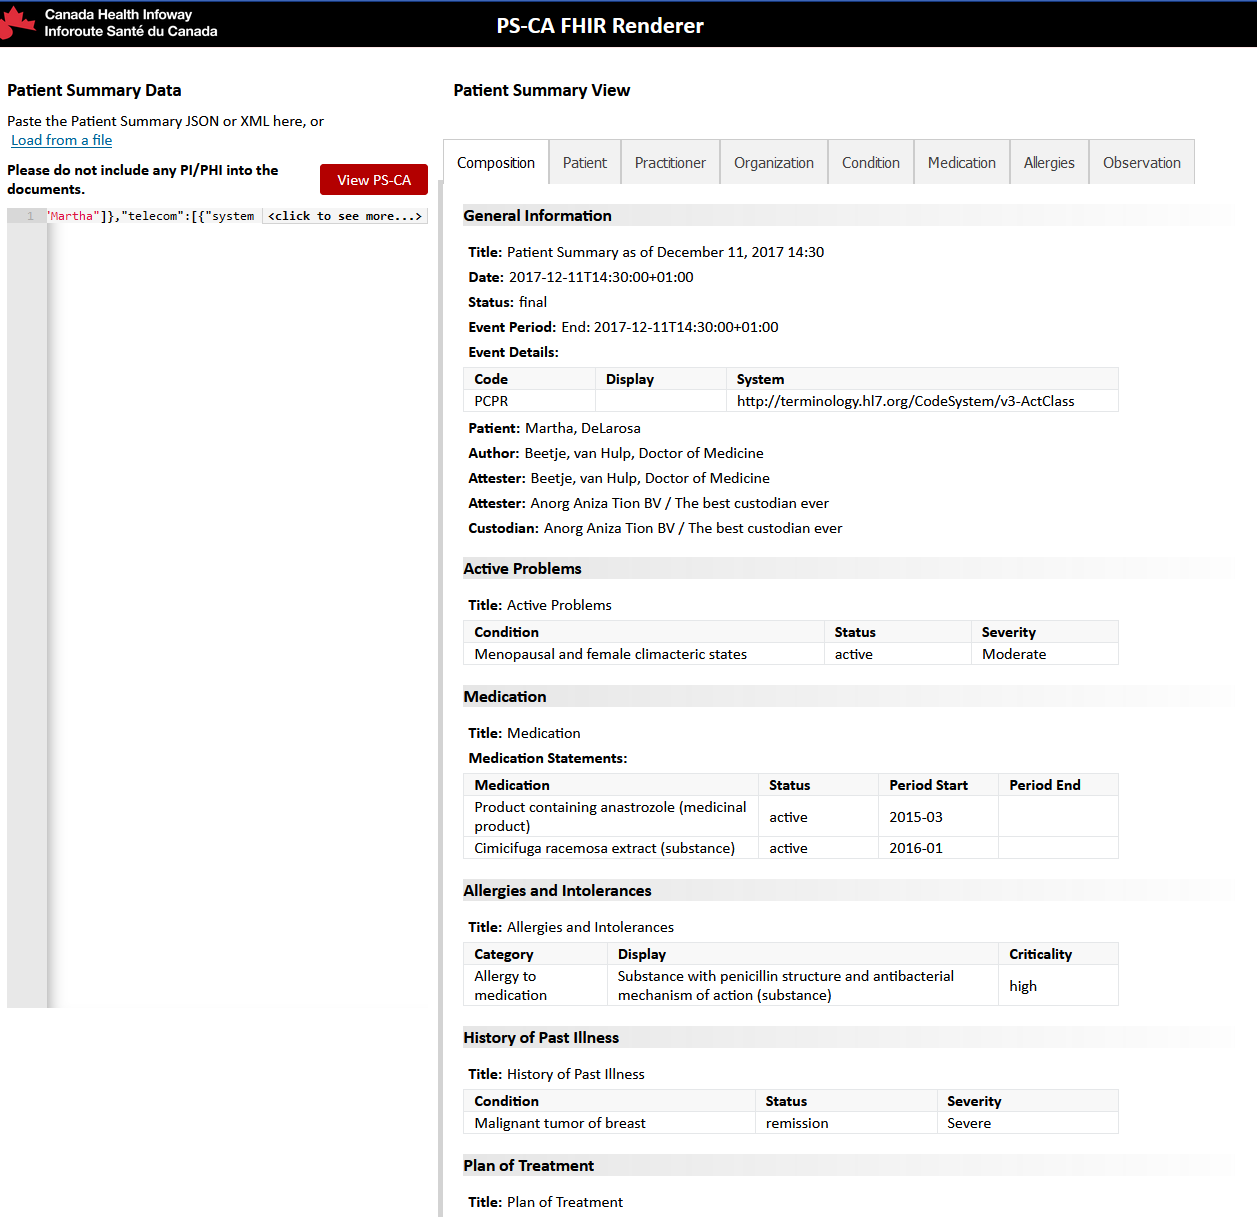 Canada Health Infoway
Inforoute Santé du Canada
PS-CA FHIR Renderer
Patient Summary Data
Paste the Patient Summary JSON or XML here, or
Load from a file
Please do not include any PI/PHI into the
documents.
View PS-CA
1 "Martha"]},"telecom":[{"system <click to see more...>
Patient Summary View
Composition Patient Practitioner Organization Condition Medication Allergies Observation
General Information
Title: Patient Summary as of December 11, 2017 14:30
Date: 2017-12-11T14:30:00+01:00
Status: final
Event Period: End: 2017-12-11T14:30:00+01:00
Event Details:
Code Display System
PCPR http://terminology.hl7.org/CodeSystem/v3-ActClass
Patient: Martha, DeLarosa
Author: Beetje, van Hulp, Doctor of Medicine
Attester: Beetje, van Hulp, Doctor of Medicine
Attester: Anorg Aniza Tion BV / The best custodian ever
Custodian: Anorg Aniza Tion BV / The best custodian ever
Active Problems
Title: Active Problems
Condition Status Severity
Menopausal and female climacteric states active Moderate
Medication
Title: Medication
Medication Statements:
Medication Status Period Start Period End
Product containing anastrozole (medicinal
product) active 2015-03
Cimicifuga racemosa extract (substance) active 2016-01
Allergies and Intolerances
Title: Allergies and Intolerances
Category Display Criticality
Allergy to
medication
Substance with penicillin structure and antibacterial
mechanism of action (substance)
high
History of Past Illness
Title: History of Past Illness
Condition Status Severity
Malignant tumor of breast remission Severe
Plan of Treatment
Title: Plan of Treatment